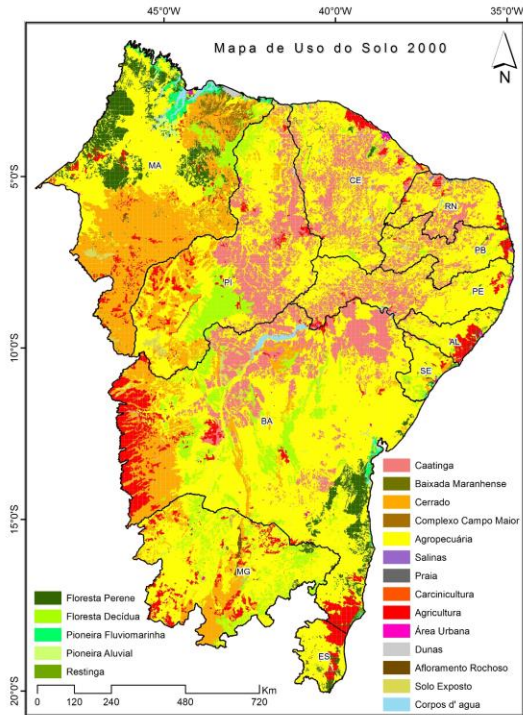 45°0'W 40°0'W 35°0'W
Mapa de Uso do Solo 2000
N
5°0'S
10°0'S
15°0'S
20°0'S
MA
CE
RN
PB
PE
PI
AL
SE
BA
MG
ES
Caatinga
Baixada Maranhense
Cerrado
Complexo Campo Maior
Agropecuária
Salinas
Praia
Carcinicultura
Agricultura
Área Urbana
Dunas
Afloramento Rochoso
Solo Exposto
Corpos d' agua
Floresta Perene
Floresta Decídua
Pioneira Fluviomarinha
Pioneira Aluvial
Restinga
Km
0 120 240 480 720